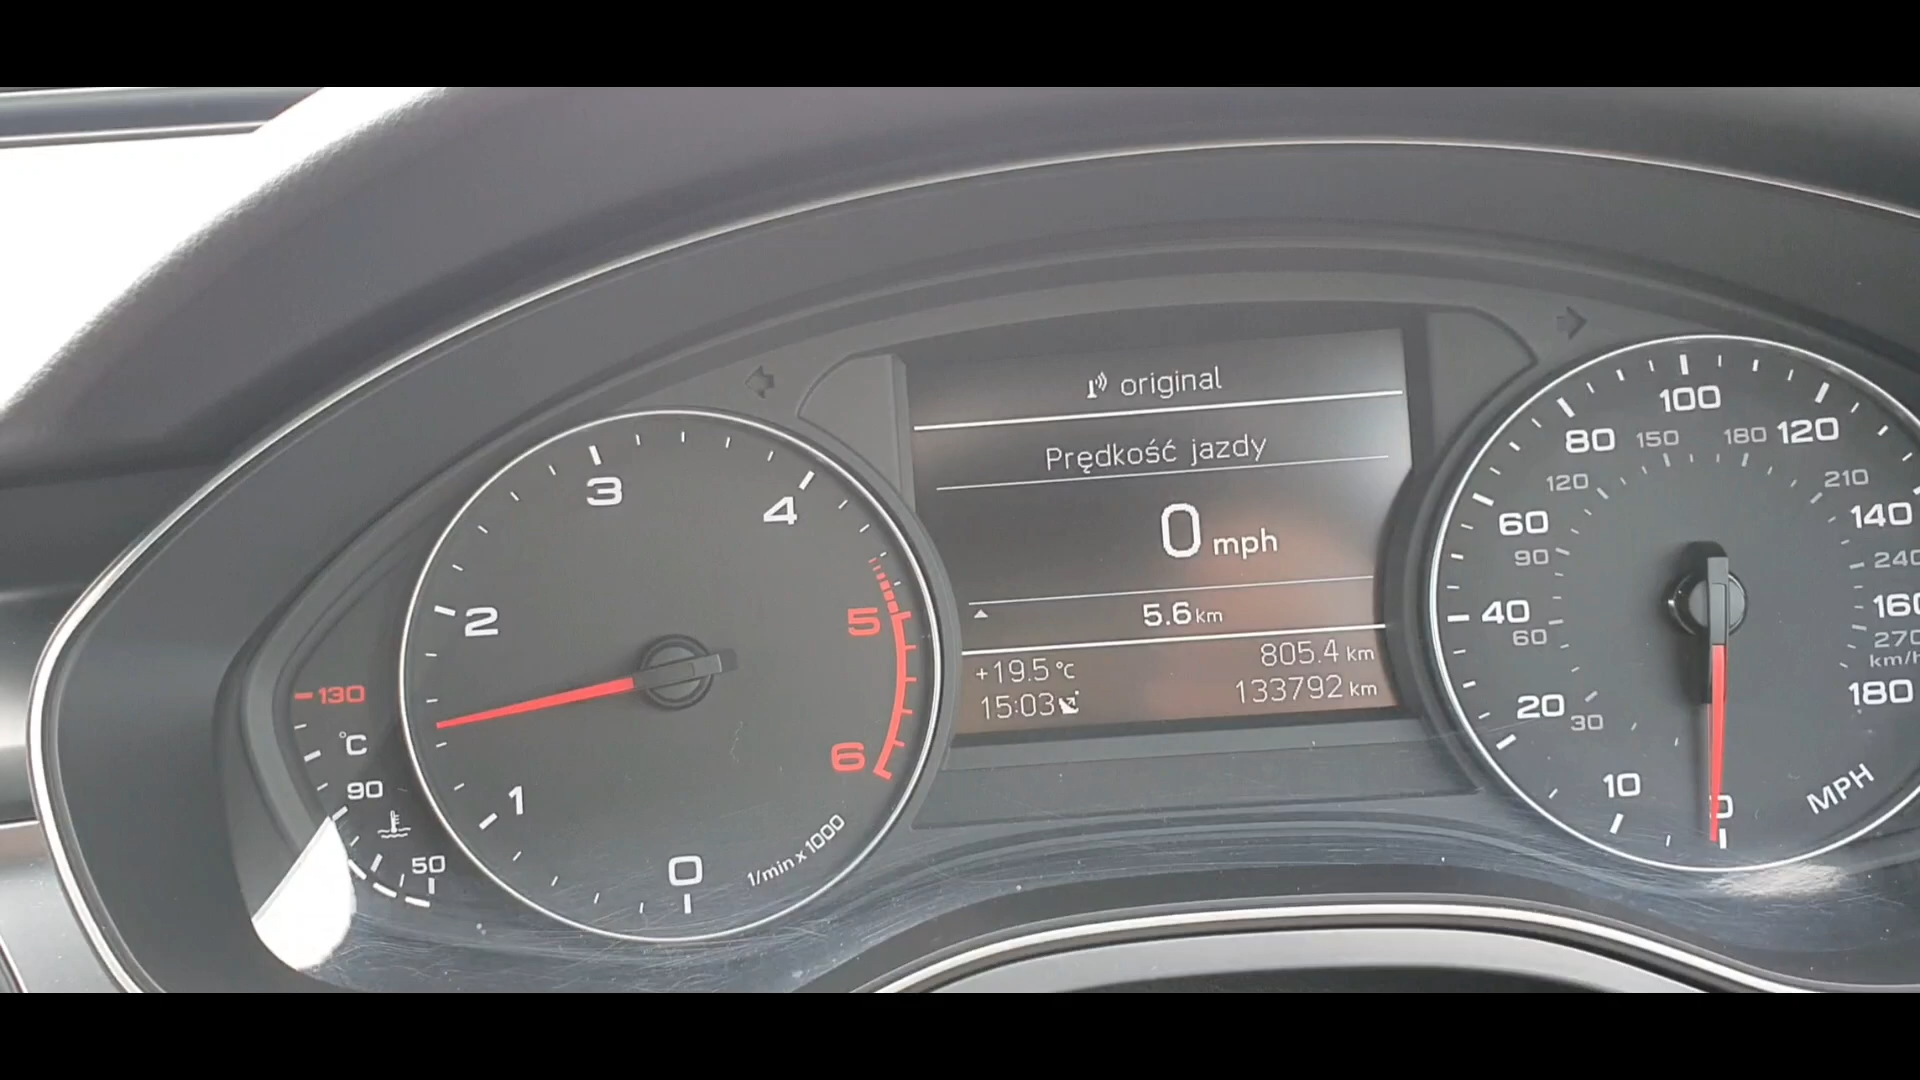 original
Prędkość jazdy
0 mph
5.6 km
+19.5 °C
805.4 km
15:03
133792 km
0
1
2
3
4
5
6
1/min x 1000
130
°C
90
50
0
10
20
40
60
80
100
120
140
160
180
MPH
30
60
90
120
150
180
210
240
270
km/h